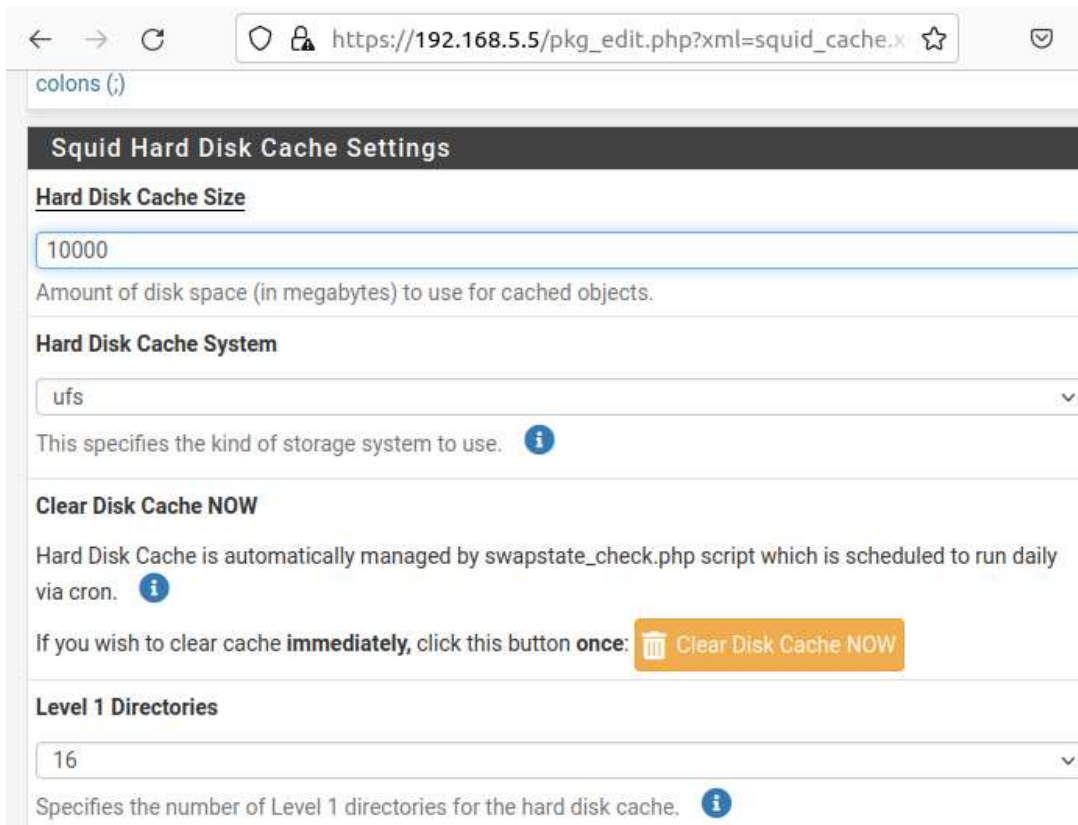 https://192.168.5.5/pkg_edit.php?xml=squid_cache.x
colons (;)
Squid Hard Disk Cache Settings
Hard Disk Cache Size
10000
Amount of disk space (in megabytes) to use for cached objects.
Hard Disk Cache System
ufs
This specifies the kind of storage system to use.
Clear Disk Cache NOW
Hard Disk Cache is automatically managed by swapstate_check.php script which is scheduled to run daily
via cron.
If you wish to clear cache immediately, click this button once: Clear Disk Cache NOW
Level 1 Directories
16
Specifies the number of Level 1 directories for the hard disk cache.